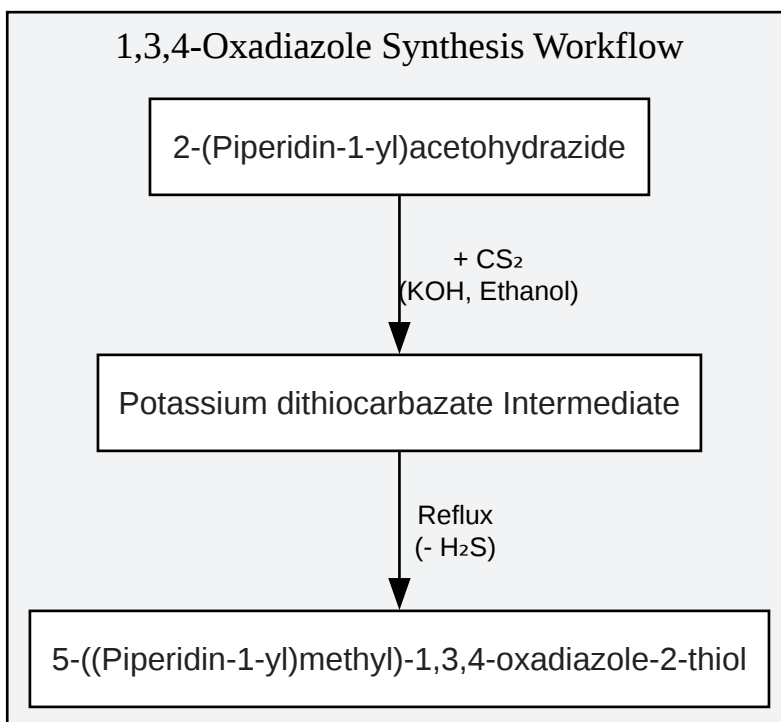 1,3,4-Oxadiazole Synthesis Workflow
2-(Piperidin-1-yl)acetohydrazide
+ CS₂
(KOH, Ethanol)
Potassium dithiocarbazate Intermediate
Reflux
(- H₂S)
5-((Piperidin-1-yl)methyl)-1,3,4-oxadiazole-2-thiol